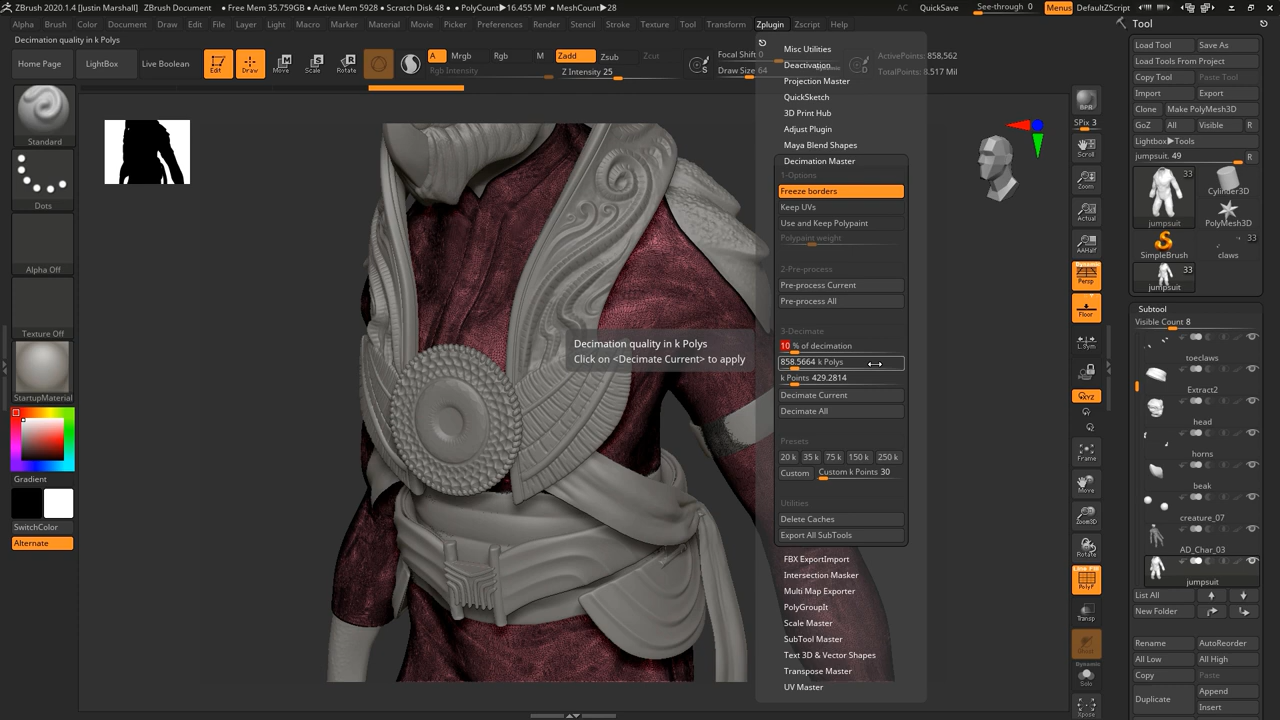 ZBrush 2020.1.4 [Justin Marshall] ZBrush Document • Free Mem 35.759GB • Active Mem 5928 • Scratch Disk 48 • PolyCount▶16.455 MP • MeshCount▶28 AC QuickSave See-through 0 Menus DefaultZScript
Alpha Brush Color Document Draw Edit File Layer Light Macro Marker Material Movie Picker Preferences Render Stencil Stroke Texture Tool Transform Zplugin Zscript Help
Decimation quality in k Polys
Home Page LightBox Live Boolean Edit Draw Move Scale Rotate
A Mrgb Rgb M Zadd Zsub Zcut
Rgb Intensity Z Intensity 25
Focal Shift 0
Draw Size 64
ActivePoints: 858,562
TotalPoints: 8.517 Mil
Standard
Dots
Alpha Off
Texture Off
StartupMaterial
Gradient
SwitchColor
Alternate
Decimation quality in k Polys
Click on <Decimate Current> to apply
Misc Utilities
Deactivation...
Projection Master
QuickSketch
3D Print Hub
Adjust Plugin
Maya Blend Shapes
Decimation Master
1-Options
Freeze borders
Keep UVs
Use and Keep Polypaint
Polypaint weight
2-Pre-process
Pre-process Current
Pre-process All
3-Decimate
10 % of decimation
858.5664 k Polys
k Points 429.2814
Decimate Current
Decimate All
Presets
20 k 35 k 75 k 150 k 250 k
Custom Custom k Points 30
Utilities
Delete Caches
Export All SubTools
FBX ExportImport
Intersection Masker
Multi Map Exporter
PolyGroupIt
Scale Master
SubTool Master
Text 3D & Vector Shapes
Transpose Master
UV Master
BPR
SPix 3
Scroll
Zoom
Actual
AAHalf
Dynamic
Persp
Floor
L.Sym
XYZ
Frame
Move
Zoom3D
Rotate
Line Fill
PolyF
Transp
Dynamic
Solo
Xpose
Tool
Load Tool Save As
Load Tools From Project
Copy Tool Paste Tool
Import Export
Clone Make PolyMesh3D
GoZ All Visible R
Lightbox▶Tools
jumpsuit. 49 R
33
jumpsuit
Cylinder3D
PolyMesh3D
SimpleBrush
33
claws
33
jumpsuit
Subtool
Visible Count 8
toeclaws
Extract2
head
horns
beak
creature_07
AD_Char_03
jumpsuit
List All
New Folder
Rename AutoReorder
All Low All High
Copy Paste
Duplicate Append
Insert